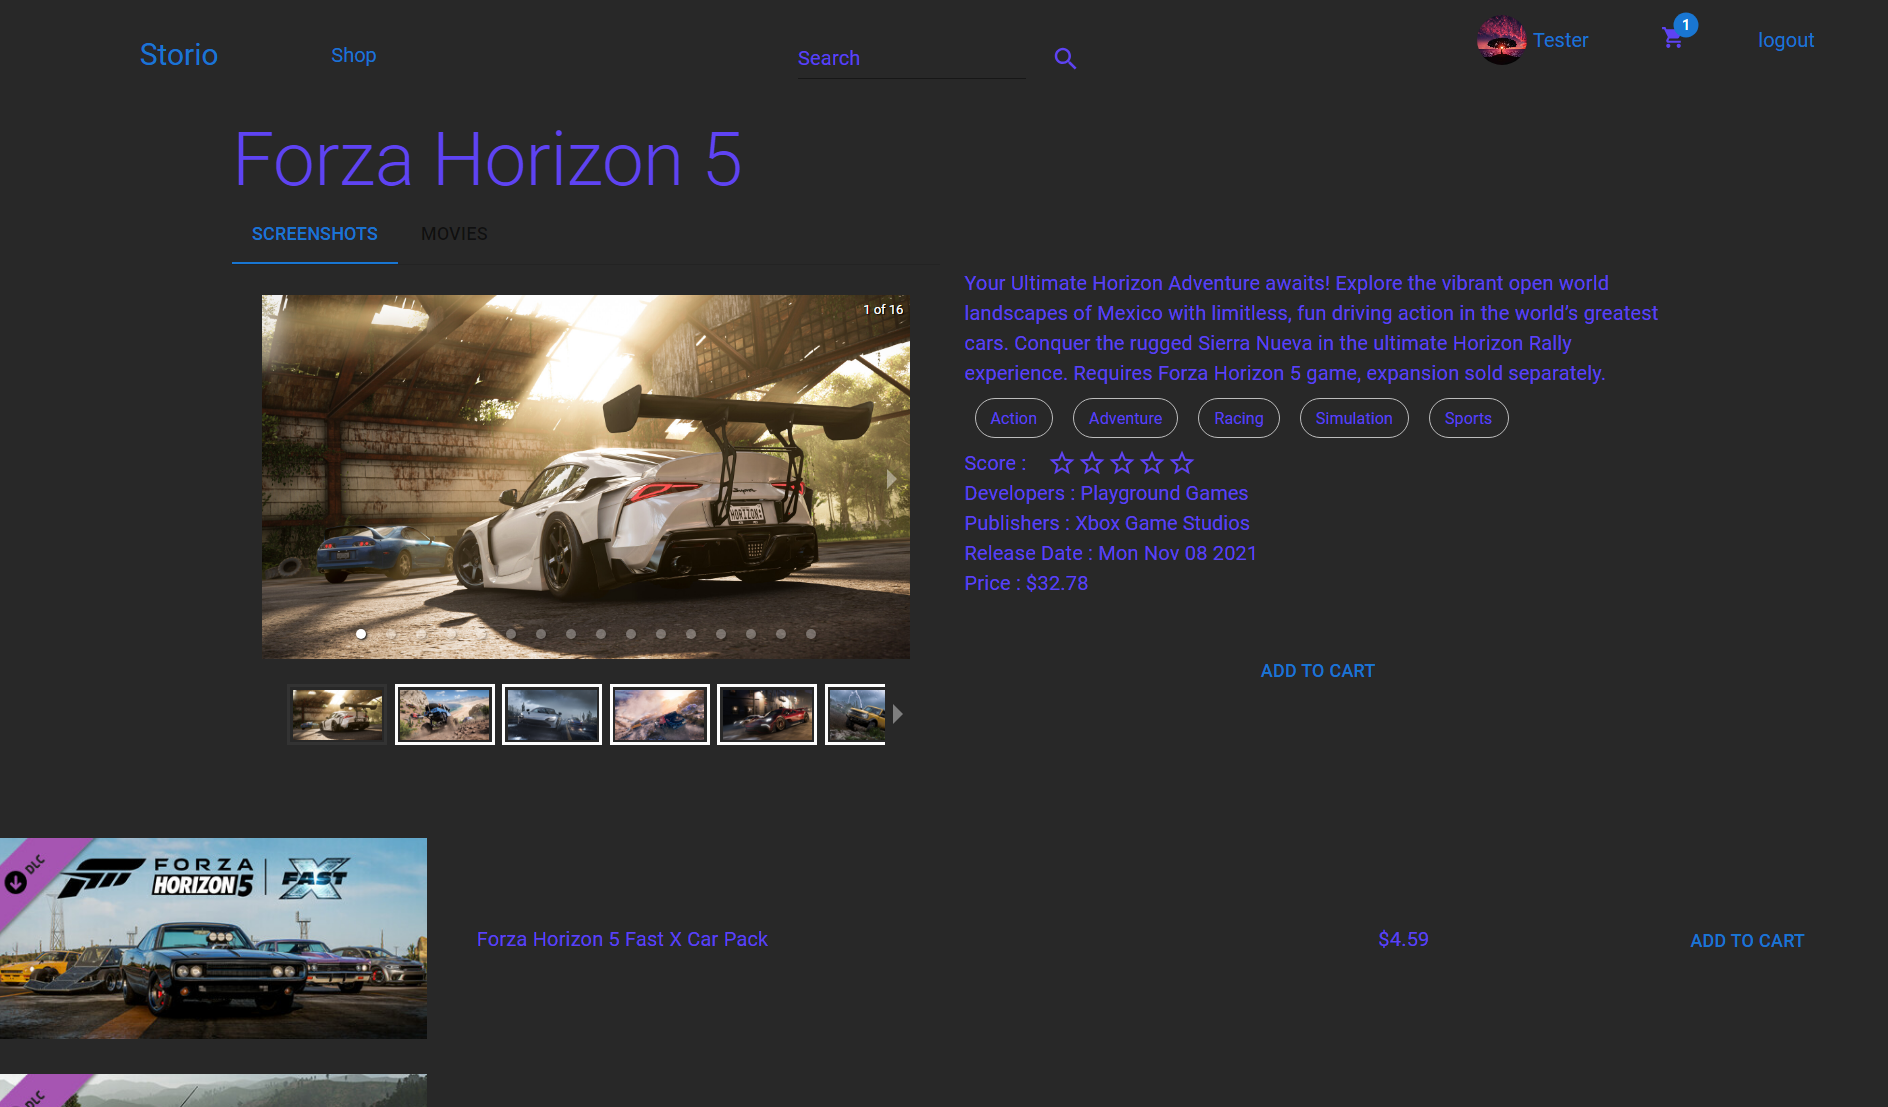 Storio
Shop
Search
Tester
1
logout
Forza Horizon 5
SCREENSHOTS
MOVIES
1 of 16
HORIZON5
Your Ultimate Horizon Adventure awaits! Explore the vibrant open world
landscapes of Mexico with limitless, fun driving action in the world's greatest
cars. Conquer the rugged Sierra Nueva in the ultimate Horizon Rally
experience. Requires Forza Horizon 5 game, expansion sold separately.
Action
Adventure
Racing
Simulation
Sports
Score :
Developers : Playground Games
Publishers : Xbox Game Studios
Release Date : Mon Nov 08 2021
Price : $32.78
ADD TO CART
DLC
FORZA
HORIZON 5
FAST X
Forza Horizon 5 Fast X Car Pack
$4.59
ADD TO CART
DLC